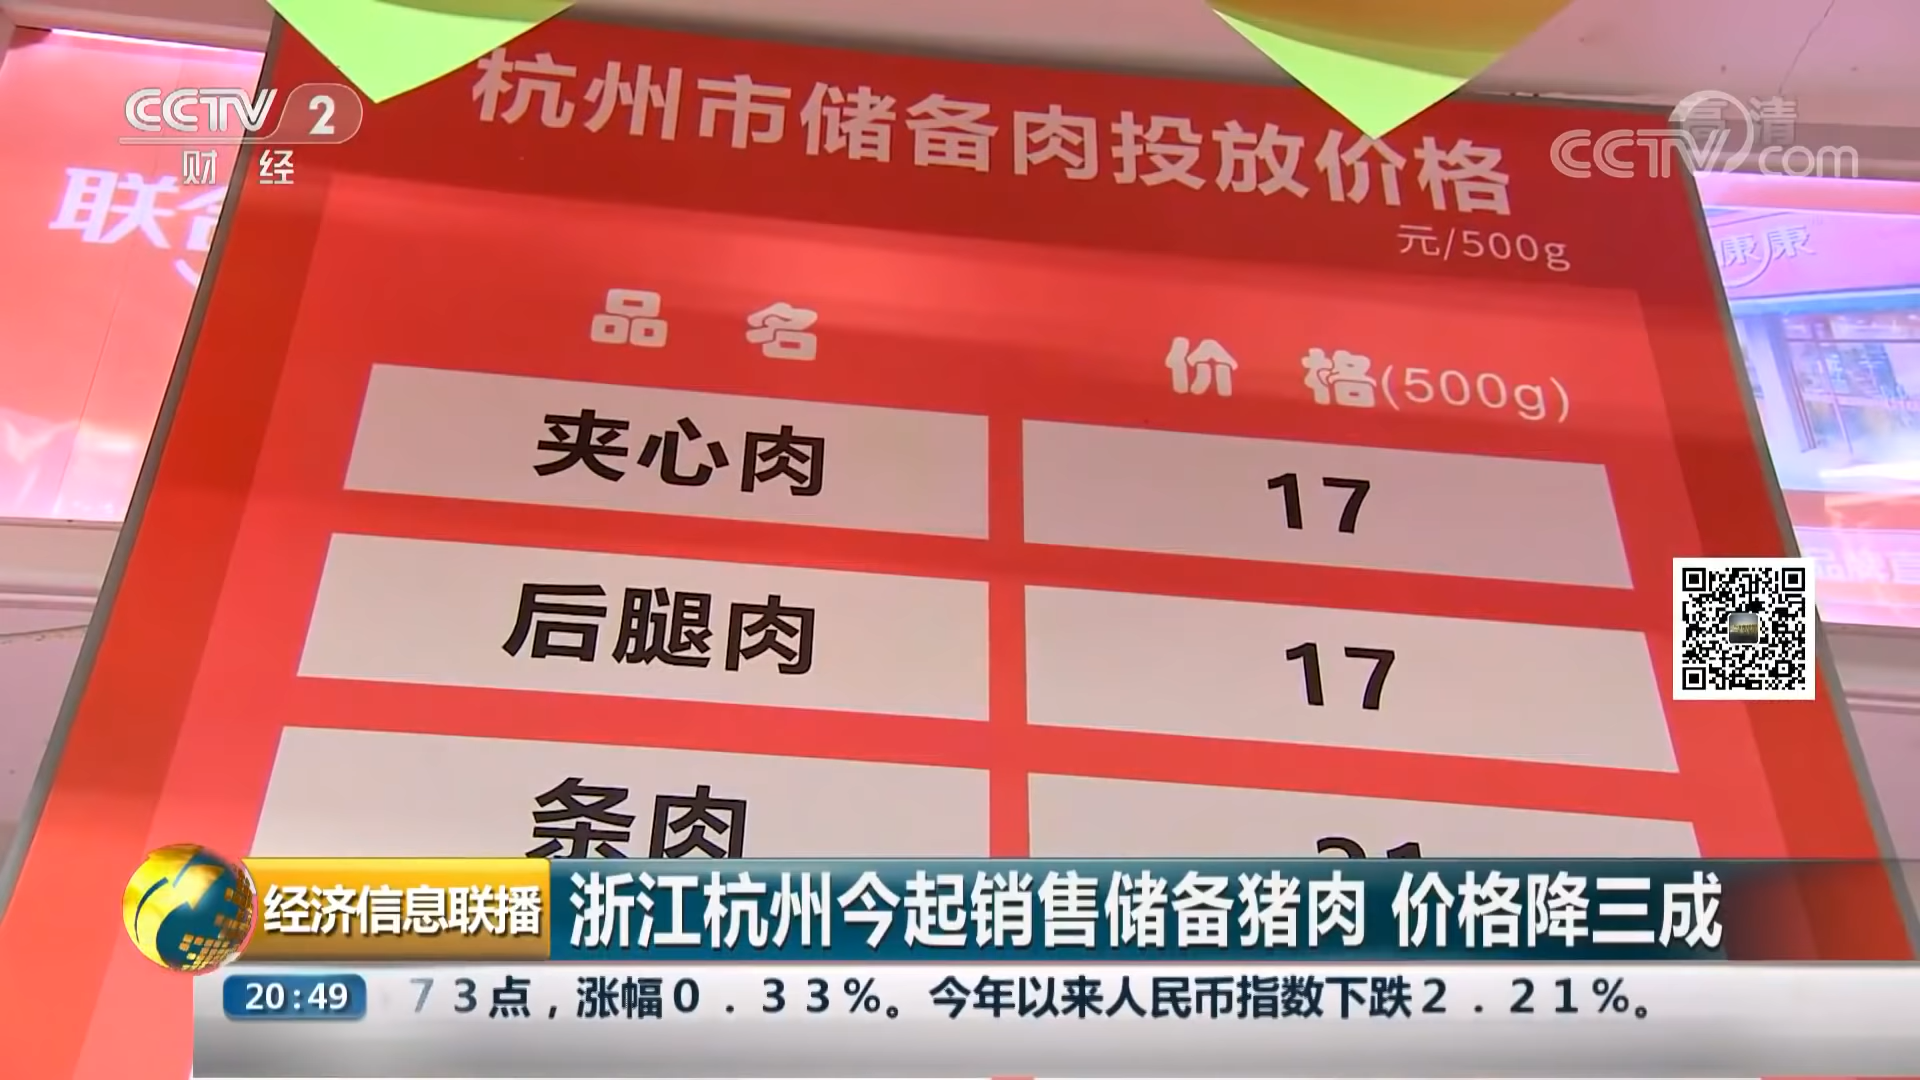 CCTV 2
财经
高清
CCTV.com
联合
康康
杭州市储备肉投放价格
元/500g
品名 价格(500g)
夹心肉 17
后腿肉 17
条肉 21
经济信息联播
浙江杭州今起销售储备猪肉 价格降三成
20:49 73点，涨幅0.33%。今年以来人民币指数下跌2.21%。